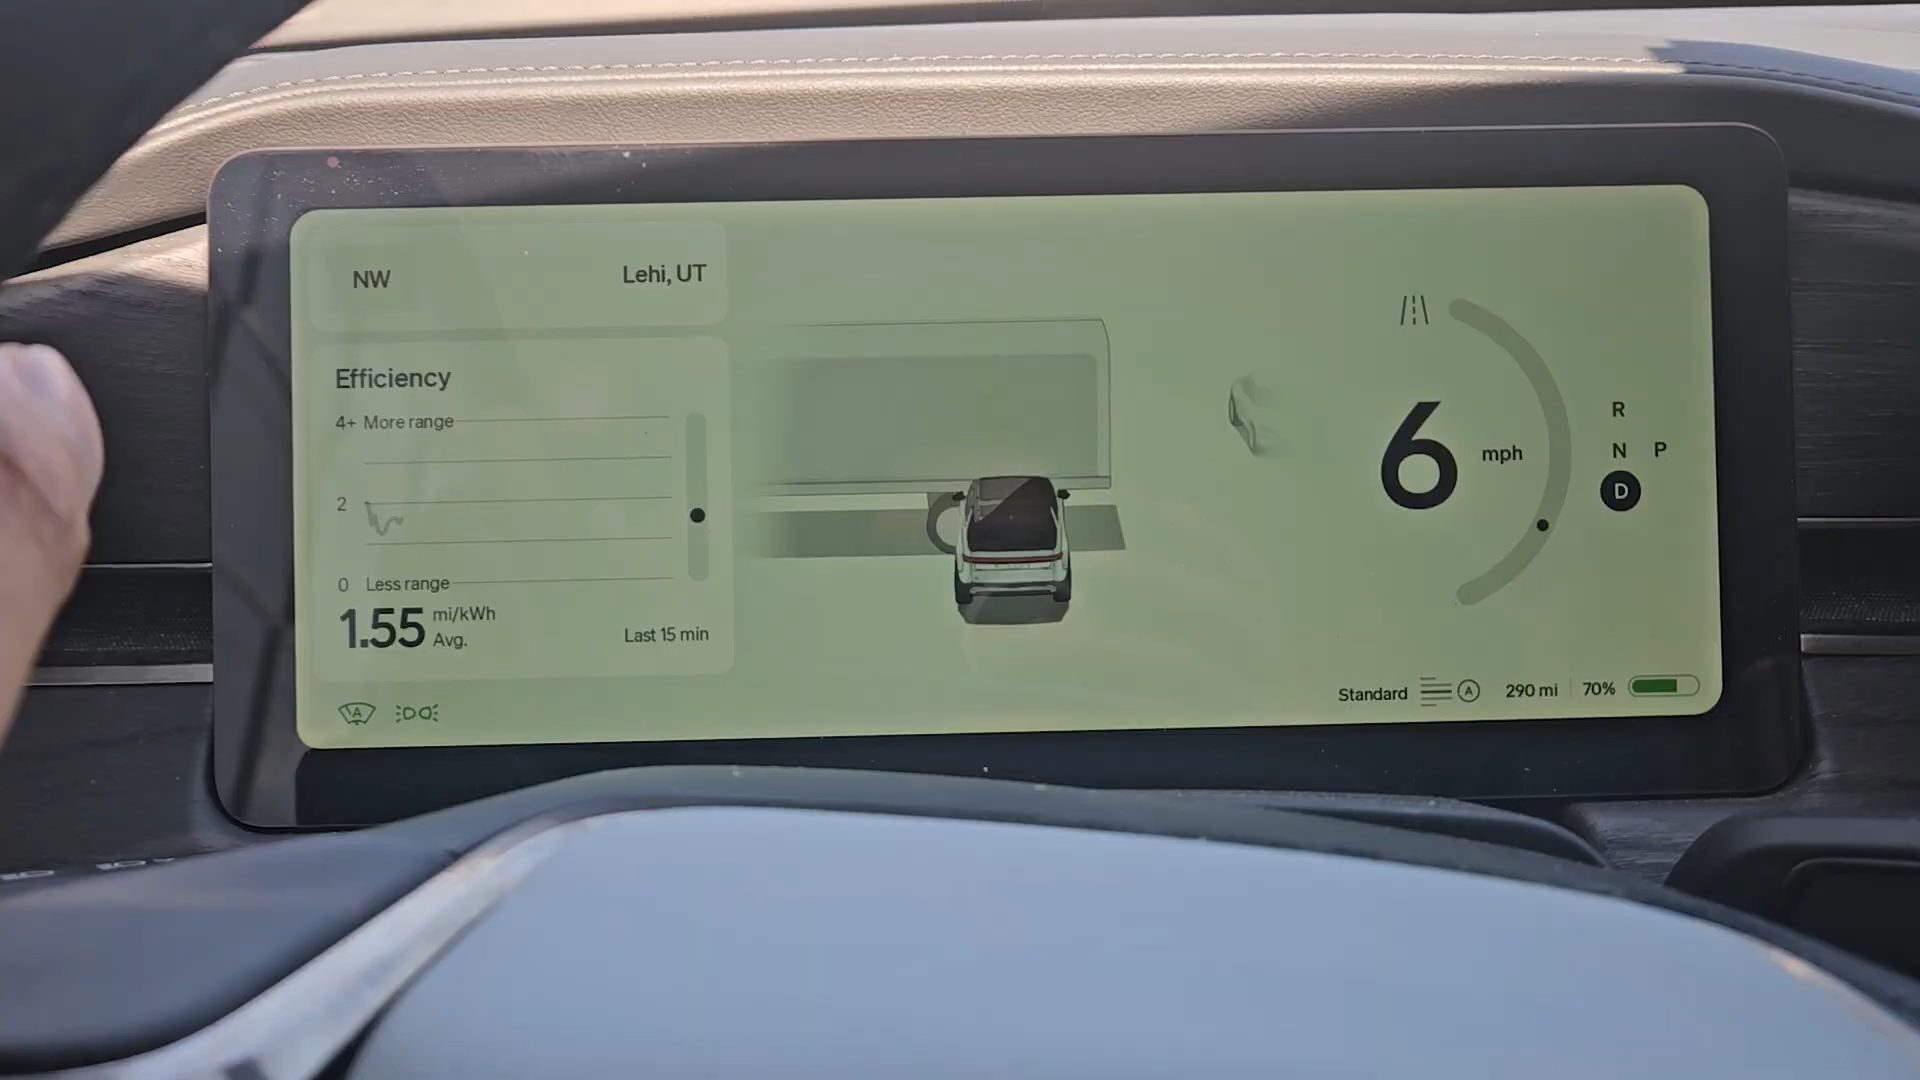 NW
Lehi, UT
Efficiency
4+ More range
2
0 Less range
1.55 mi/kWh
Avg.
Last 15 min
A
6 mph
R
N P
D
Standard A 290 mi 70%